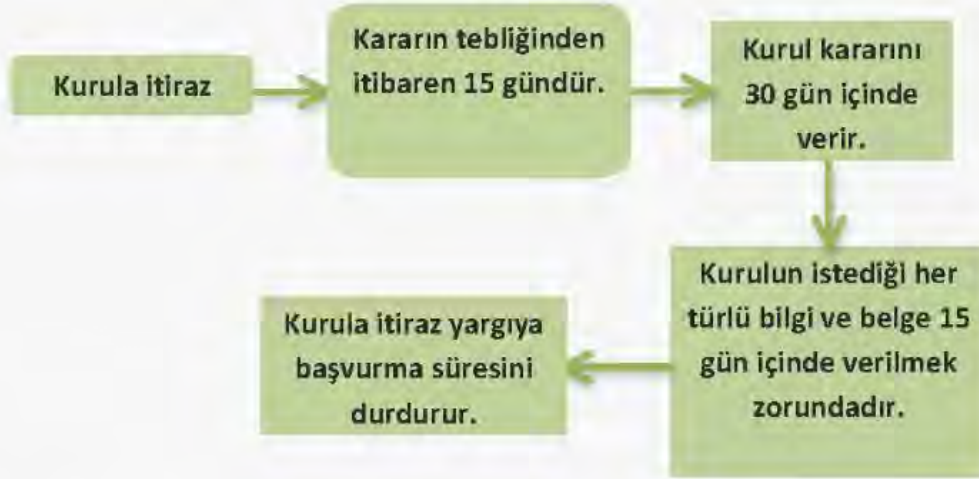 Kurula itiraz
Kararın tebliğinden
itibaren 15 gündür.
Kurul kararını
30 gün içinde
verir.
Kurulun istediği her
türlü bilgi ve belge 15
gün içinde verilmek
zorundadır.
Kurula itiraz yargıya
başvurma süresini
durdurur.